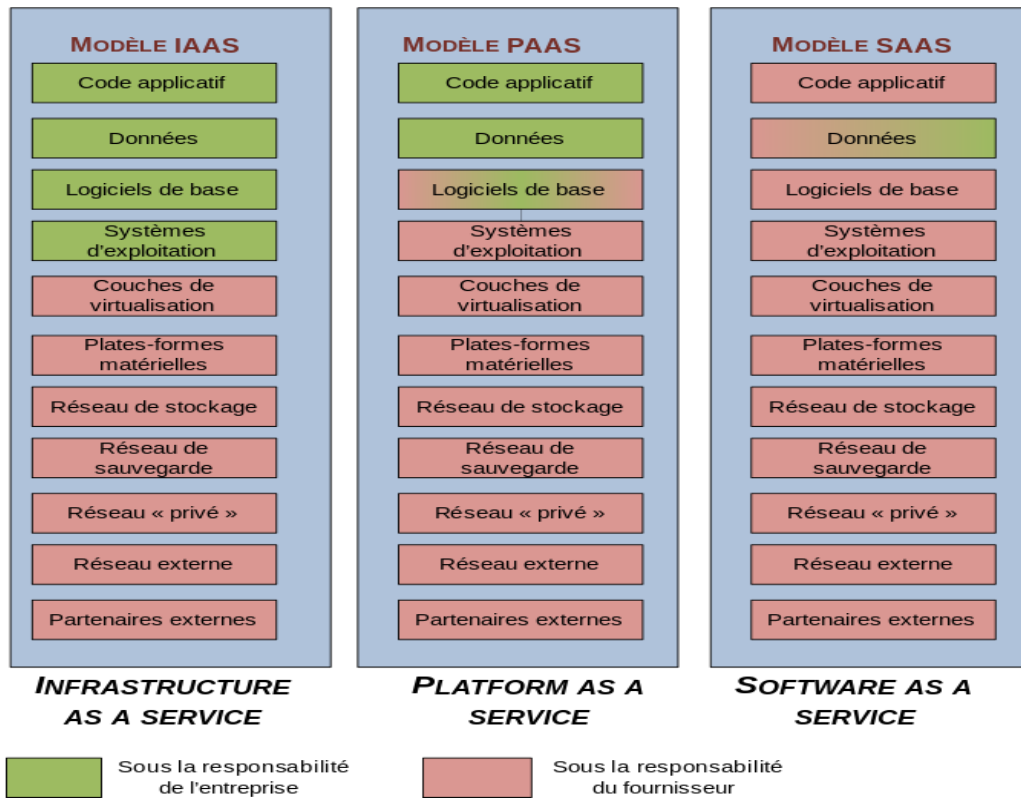 MODÈLE IAAS
Code applicatif
Données
Logiciels de base
Systèmes
d'exploitation
Couches de
virtualisation
Plates-formes
matérielles
Réseau de stockage
Réseau de
sauvegarde
Réseau « privé »
Réseau externe
Partenaires externes
INFRASTRUCTURE
AS A SERVICE
MODÈLE PAAS
Code applicatif
Données
Logiciels de base
Systèmes
d'exploitation
Couches de
virtualisation
Plates-formes
matérielles
Réseau de stockage
Réseau de
sauvegarde
Réseau « privé »
Réseau externe
Partenaires externes
PLATFORM AS A
SERVICE
MODÈLE SAAS
Code applicatif
Données
Logiciels de base
Systèmes
d'exploitation
Couches de
virtualisation
Plates-formes
matérielles
Réseau de stockage
Réseau de
sauvegarde
Réseau « privé »
Réseau externe
Partenaires externes
SOFTWARE AS A
SERVICE
Sous la responsabilité
de l'entreprise
Sous la responsabilité
du fournisseur